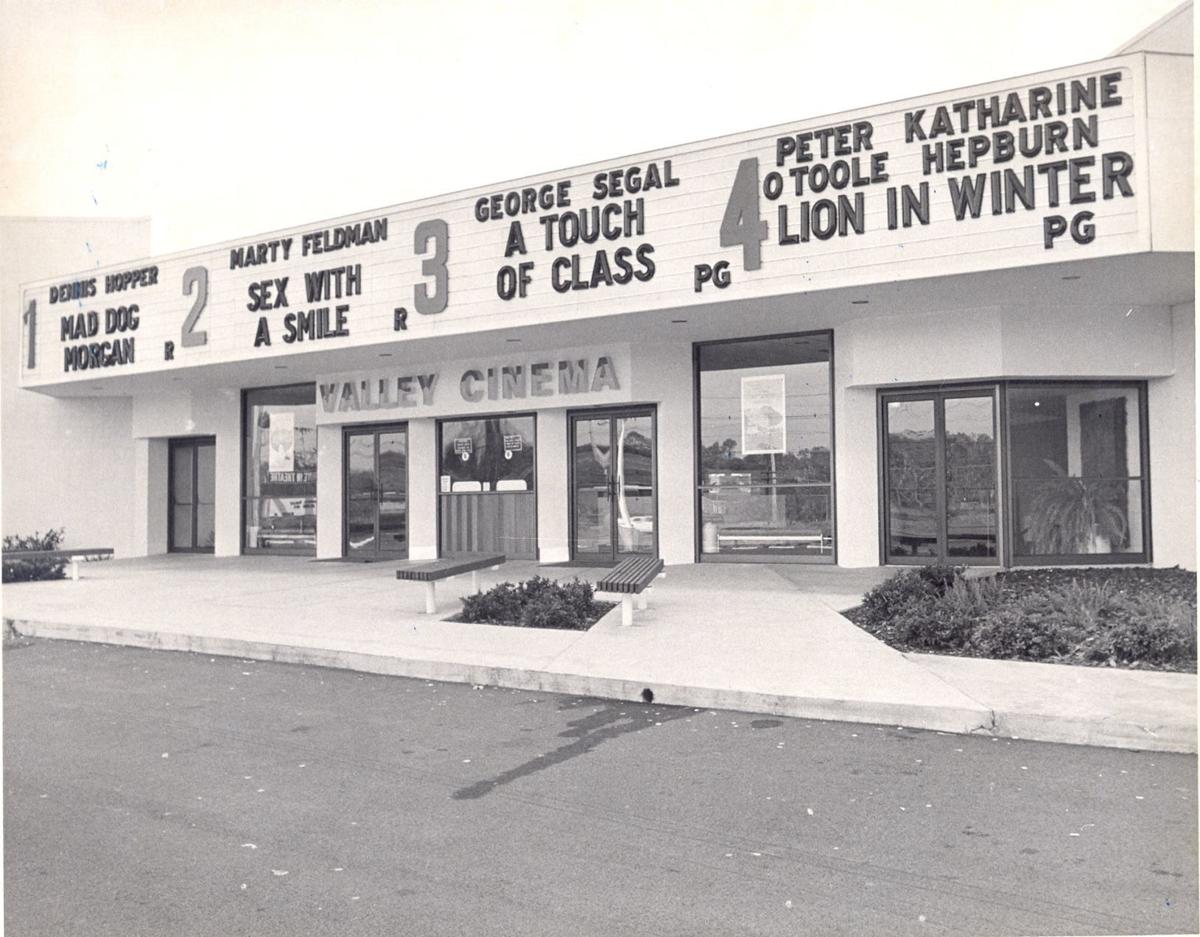 1
DENNIS HOPPER
MAD DOG
MORGAN R
2
MARTY FELDMAN
SEX WITH
A SMILE R
3
GEORGE SEGAL
A TOUCH
OF CLASS PG
4
PETER KATHARINE
O TOOLE HEPBURN
LION IN WINTER
PG
VALLEY CINEMA